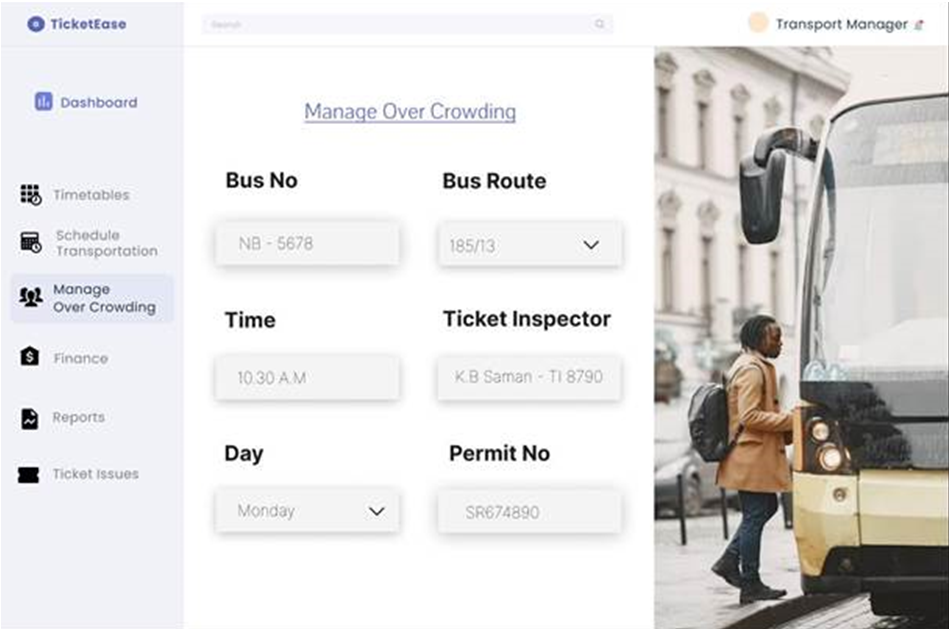 TicketEase
Search
Transport Manager
Dashboard
Timetables
Schedule
Transportation
Manage
Over Crowding
Finance
Reports
Ticket Issues
Manage Over Crowding
Bus No
Bus Route
NB - 5678
185/13
Time
Ticket Inspector
10.30 A.M
K.B Saman - TI 8790
Day
Permit No
Monday
SR674890